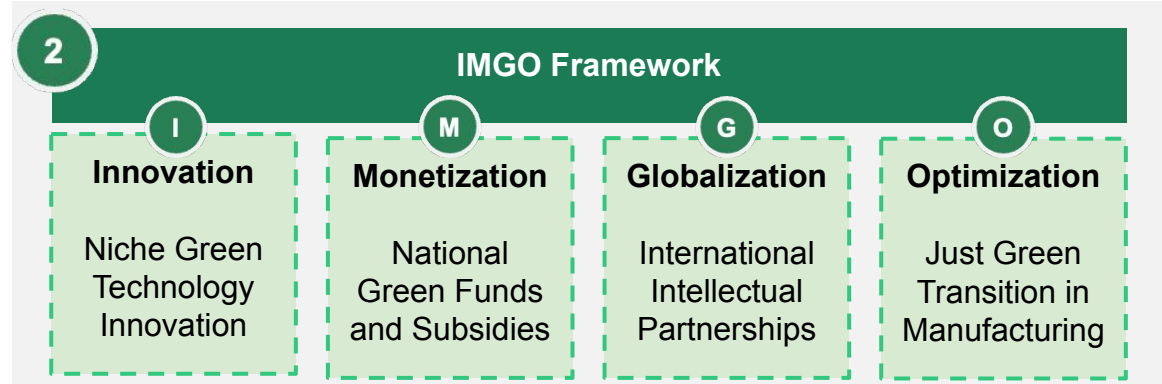 2
IMGO Framework
I
Innovation
Niche Green
Technology
Innovation
M
Monetization
National
Green Funds
and Subsidies
G
Globalization
International
Intellectual
Partnerships
O
Optimization
Just Green
Transition in
Manufacturing